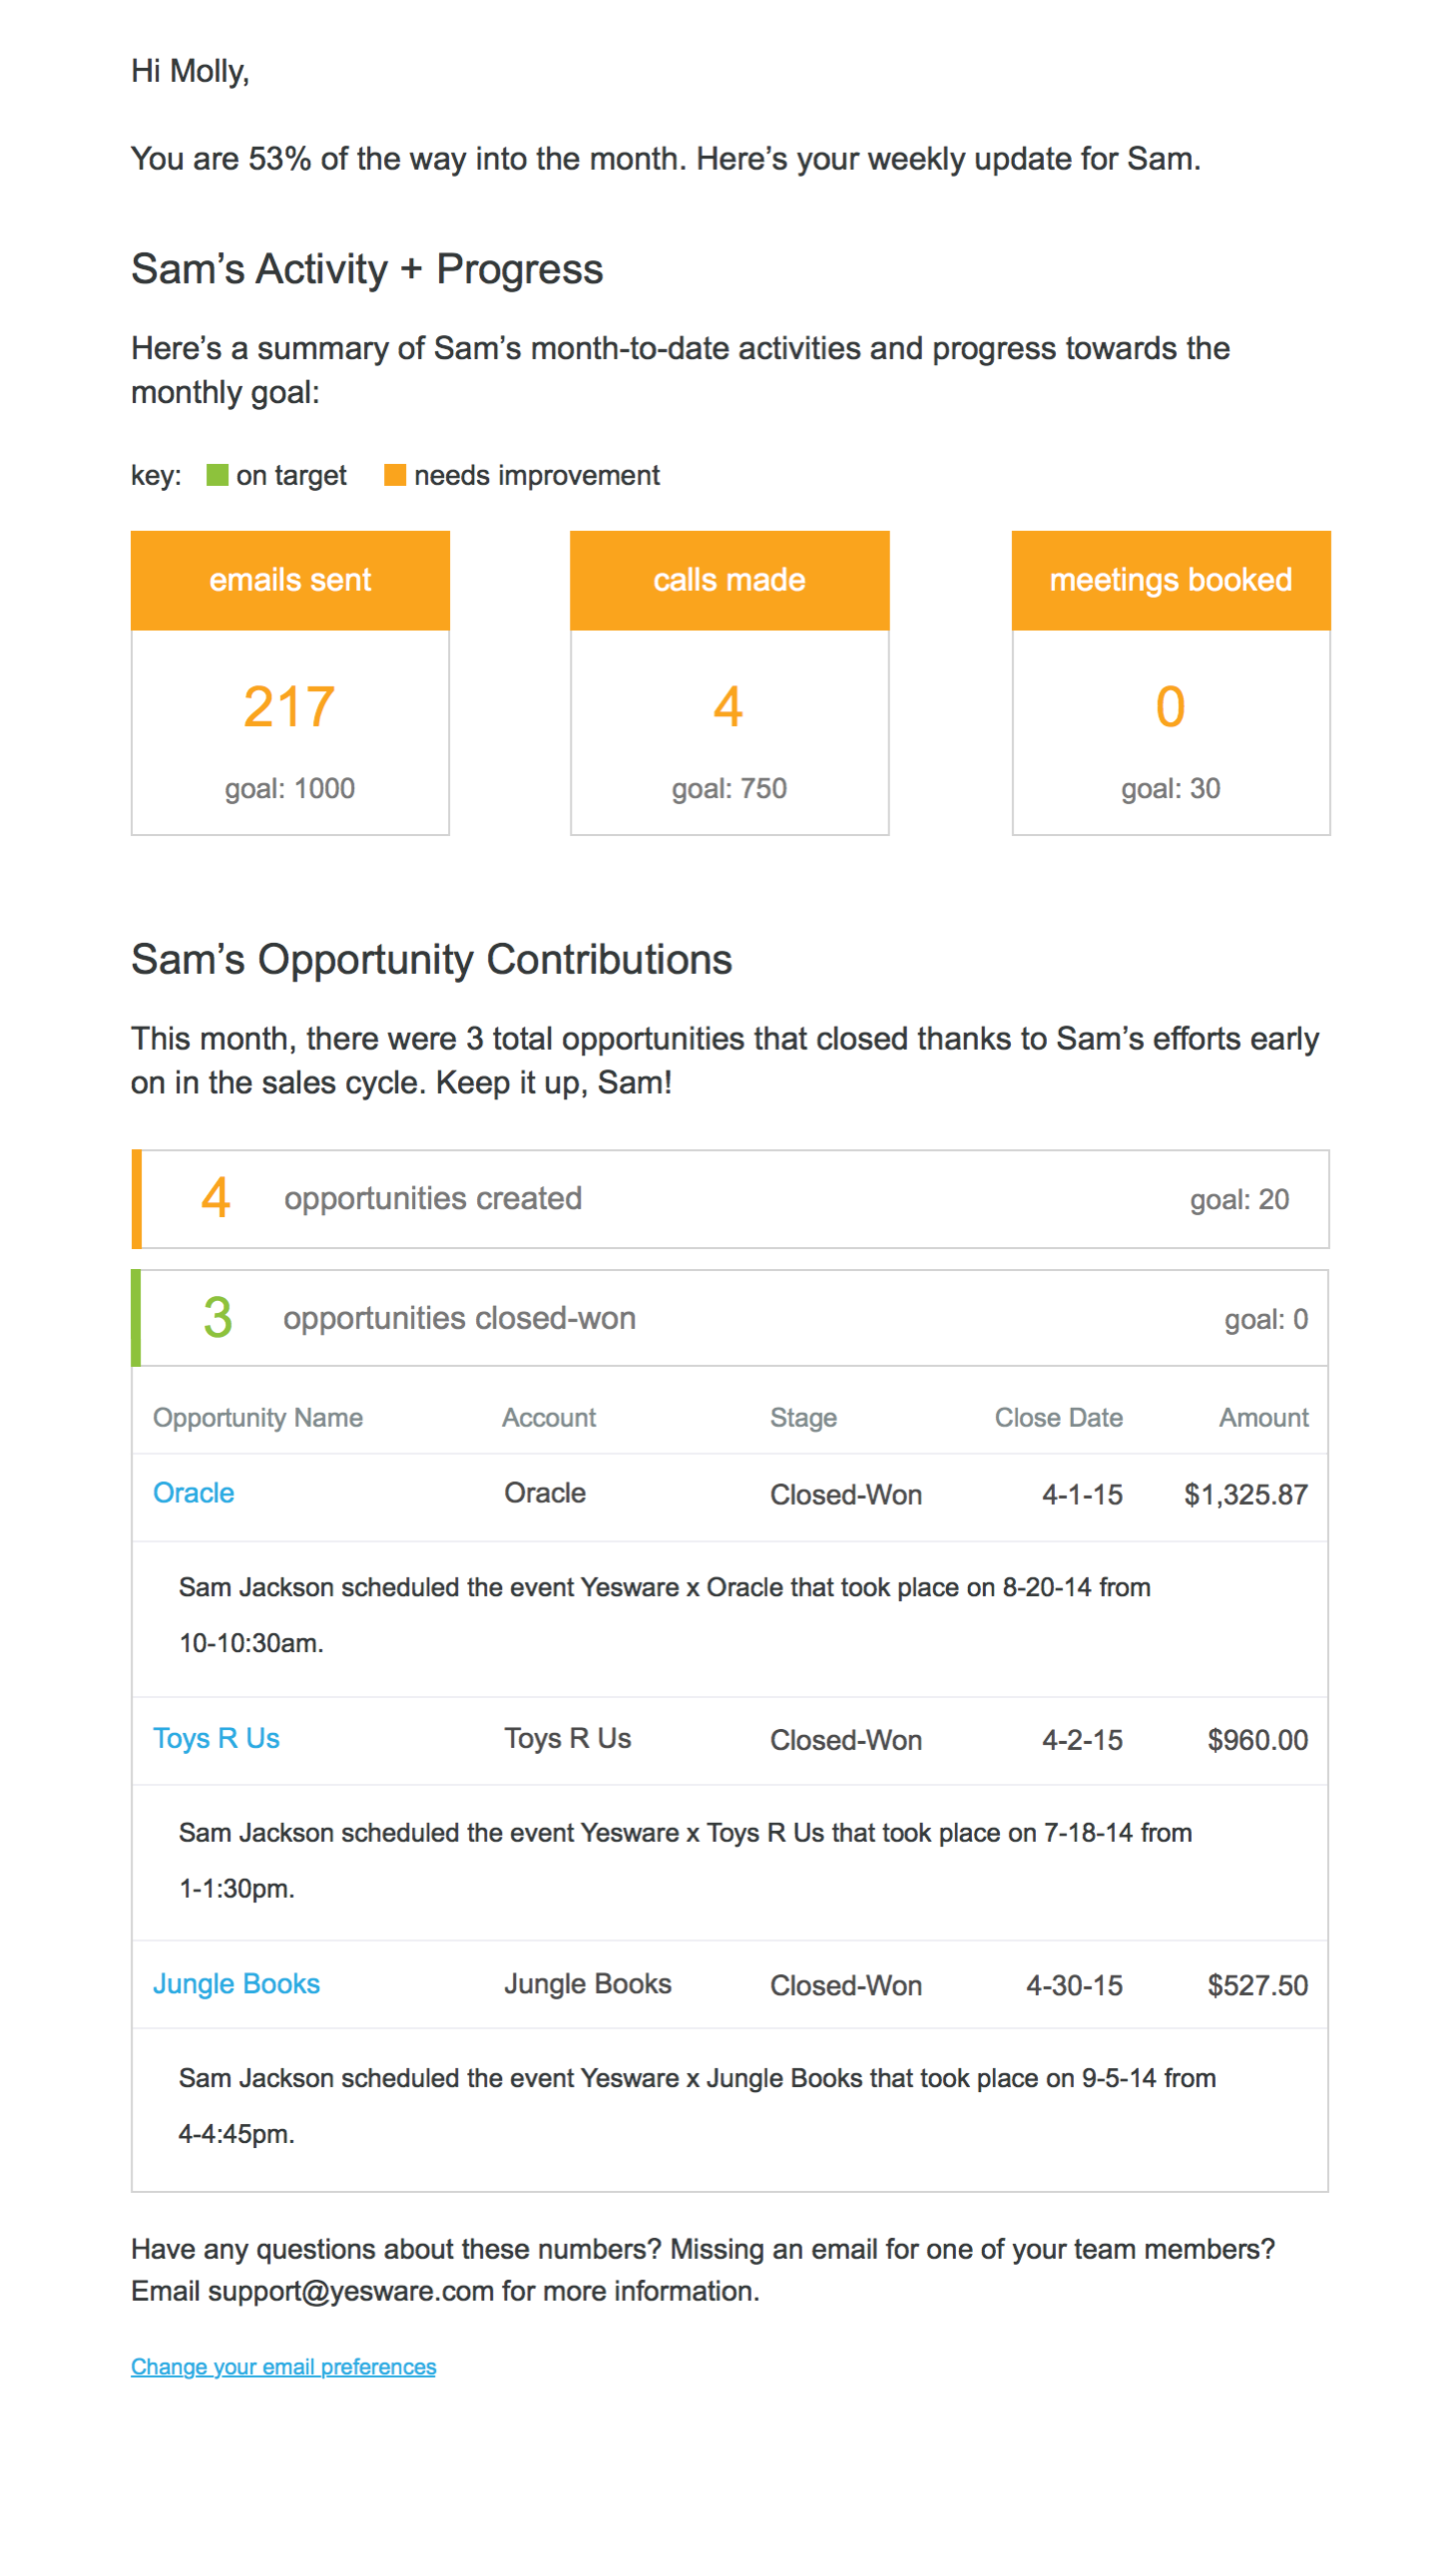 Hi Molly,
You are 53% of the way into the month. Here’s your weekly update for Sam.
Sam’s Activity + Progress
Here’s a summary of Sam’s month-to-date activities and progress towards the
monthly goal:
key: on target needs improvement
emails sent calls made meetings booked
217 4 0
goal: 1000 goal: 750 goal: 30
Sam’s Opportunity Contributions
This month, there were 3 total opportunities that closed thanks to Sam’s efforts early
on in the sales cycle. Keep it up, Sam!
4 opportunities created goal: 20
3 opportunities closed-won goal: 0
Opportunity Name Account Stage Close Date Amount
Oracle Oracle Closed-Won 4-1-15 $1,325.87
Sam Jackson scheduled the event Yesware x Oracle that took place on 8-20-14 from
10-10:30am.
Toys R Us Toys R Us Closed-Won 4-2-15 $960.00
Sam Jackson scheduled the event Yesware x Toys R Us that took place on 7-18-14 from
1-1:30pm.
Jungle Books Jungle Books Closed-Won 4-30-15 $527.50
Sam Jackson scheduled the event Yesware x Jungle Books that took place on 9-5-14 from
4-4:45pm.
Have any questions about these numbers? Missing an email for one of your team members?
Email support@yesware.com for more information.
Change your email preferences